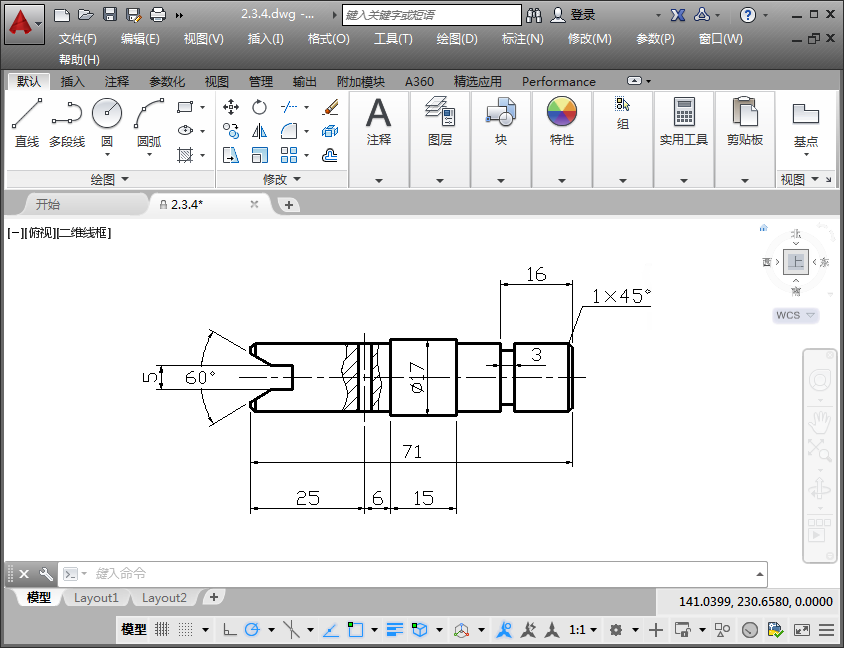 2.3.4.dwg -... 键入关键字或短语 登录
文件(F) 编辑(E) 视图(V) 插入(I) 格式(O) 工具(T) 绘图(D) 标注(N) 修改(M) 参数(P) 窗口(W)
帮助(H)
默认 插入 注释 参数化 视图 管理 输出 附加模块 A360 精选应用 Performance
直线 多段线 圆 圆弧 注释 图层 块 特性 组 实用工具 剪贴板 基点
绘图 修改 视图
开始 2.3.4*
[−][俯视][二维线框]
北
西 上 东
南
WCS
16
1×45°
3
5
60°
ø17
71
25 6 15
键入命令
模型 Layout1 Layout2
141.0399, 230.6580, 0.0000
模型 1:1